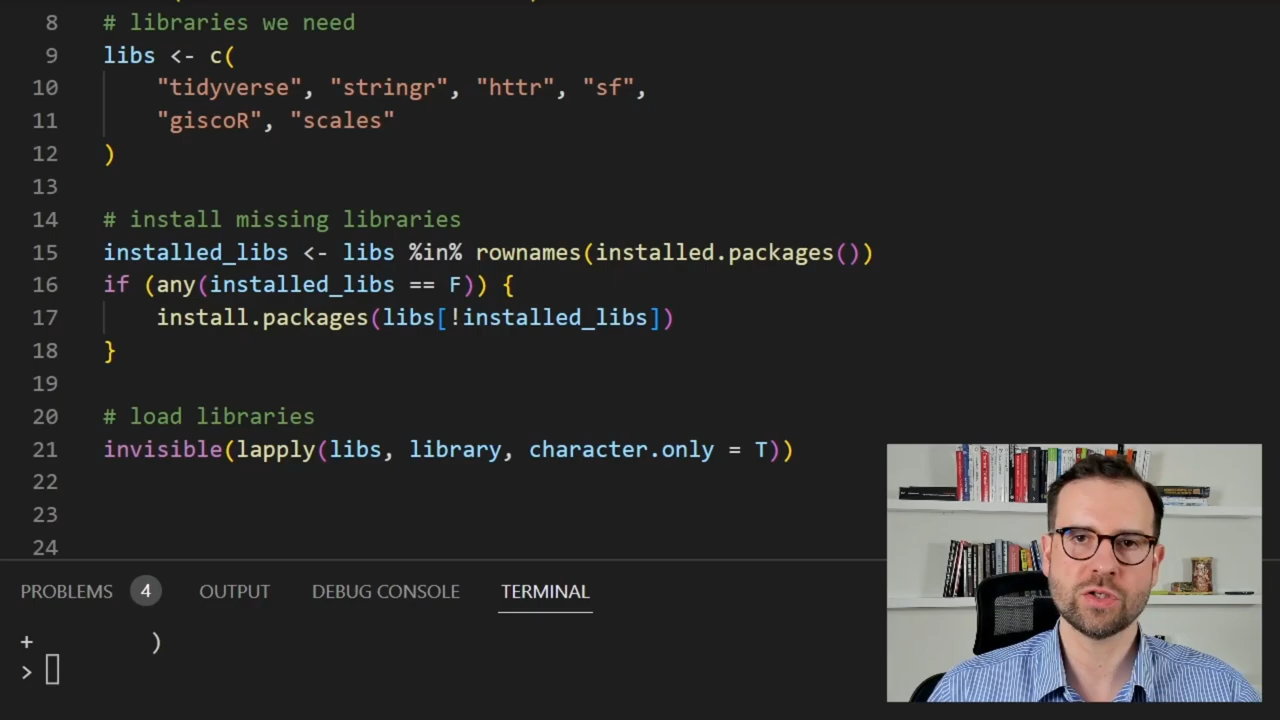 8 # libraries we need
9 libs <- c(
10 "tidyverse", "stringr", "httr", "sf",
11 "giscoR", "scales"
12 )
13
14 # install missing libraries
15 installed_libs <- libs %in% rownames(installed.packages())
16 if (any(installed_libs == F)) {
17 install.packages(libs[!installed_libs])
18 }
19
20 # load libraries
21 invisible(lapply(libs, library, character.only = T))
22
23
24
PROBLEMS 4 OUTPUT DEBUG CONSOLE TERMINAL
+ )
>